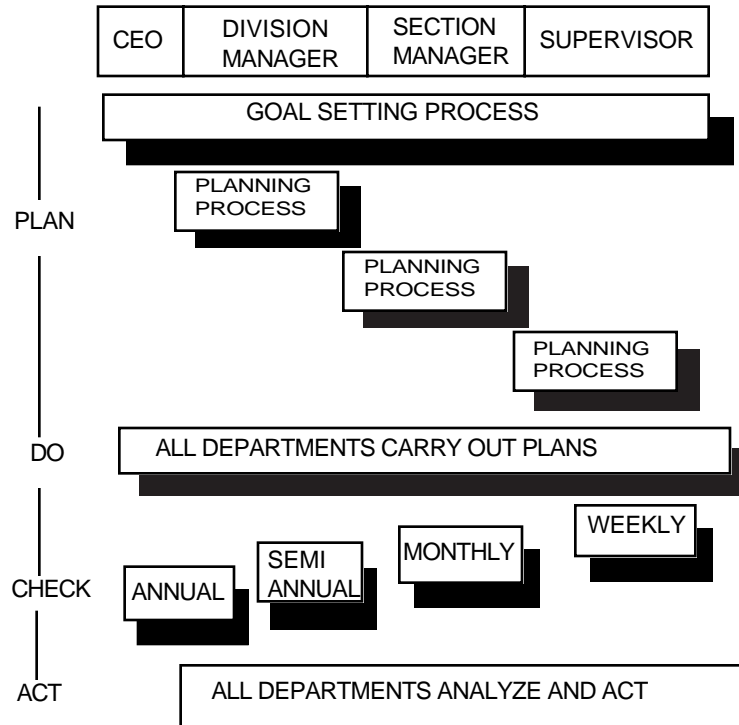 CEO
DIVISION
MANAGER
SECTION
MANAGER
SUPERVISOR
GOAL SETTING PROCESS
PLAN
PLANNING
PROCESS
PLANNING
PROCESS
PLANNING
PROCESS
DO
ALL DEPARTMENTS CARRY OUT PLANS
CHECK
ANNUAL
SEMI
ANNUAL
MONTHLY
WEEKLY
ACT
ALL DEPARTMENTS ANALYZE AND ACT